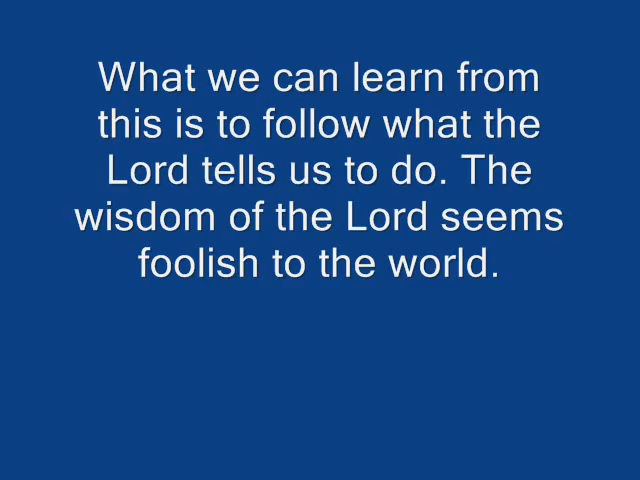 What we can learn from
this is to follow what the
Lord tells us to do. The
wisdom of the Lord seems
foolish to the world.